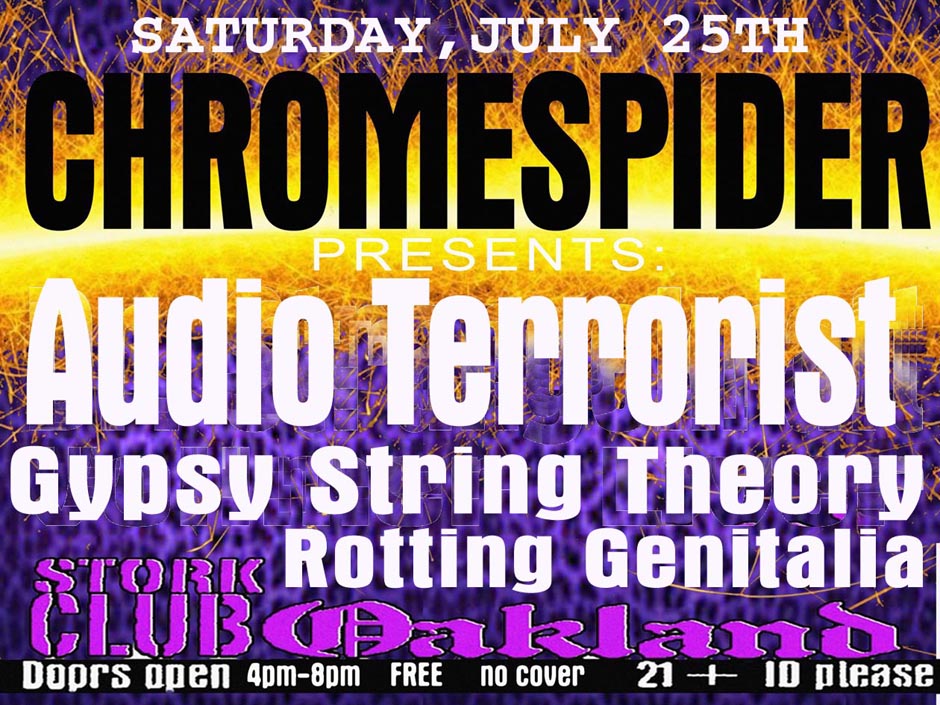 SATURDAY, JULY 25TH
CHROMESPIDER
PRESENTS:
Audio Terrorist
Gypsy String Theory
Rotting Genitalia
STORK
CLUB Oakland
Doors open 4pm-8pm FREE no cover 21 + ID please